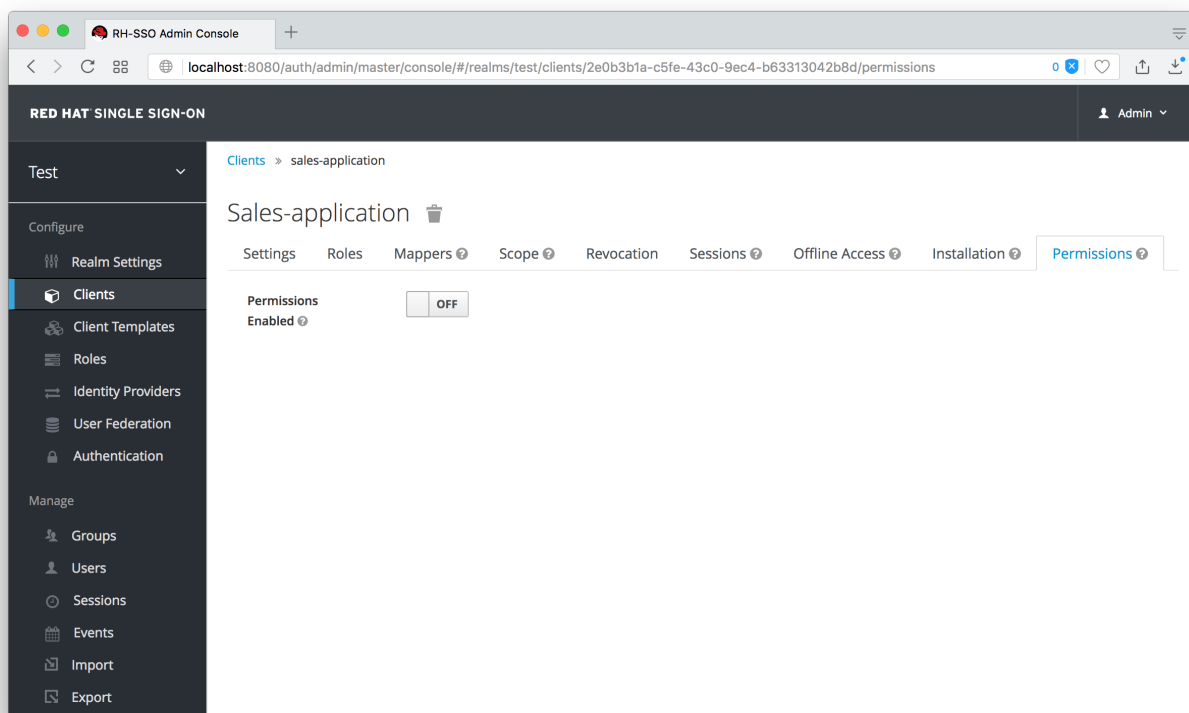 RH-SSO Admin Console
localhost:8080/auth/admin/master/console/#/realms/test/clients/2e0b3b1a-c5fe-43c0-9ec4-b63313042b8d/permissions
0
RED HAT SINGLE SIGN-ON
Admin
Test
Configure
Realm Settings
Clients
Client Templates
Roles
Identity Providers
User Federation
Authentication
Manage
Groups
Users
Sessions
Events
Import
Export
Clients » sales-application
Sales-application
Settings Roles Mappers Scope Revocation Sessions Offline Access Installation Permissions
Permissions
Enabled
OFF